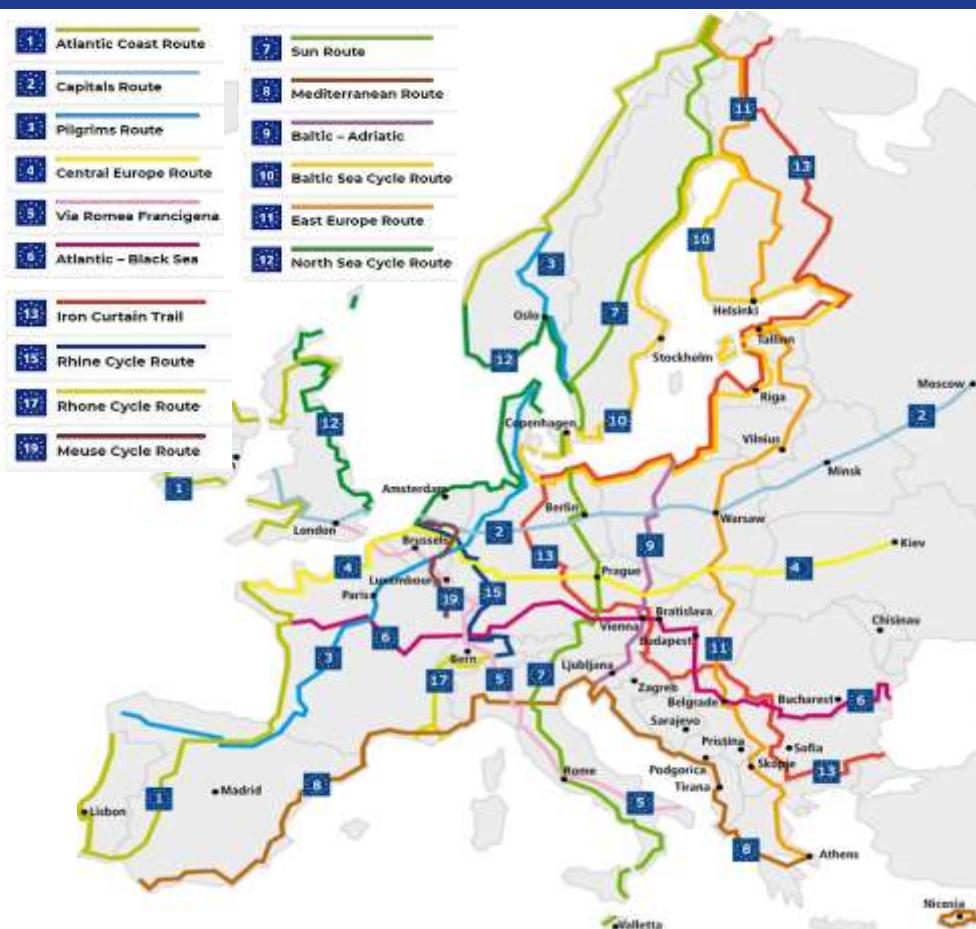 1 Atlantic Coast Route
2 Capitals Route
3 Pilgrims Route
4 Central Europe Route
5 Via Romea Francigena
6 Atlantic – Black Sea
13 Iron Curtain Trail
15 Rhine Cycle Route
17 Rhone Cycle Route
19 Meuse Cycle Route
7 Sun Route
8 Mediterranean Route
9 Baltic – Adriatic
10 Baltic Sea Cycle Route
11 East Europe Route
12 North Sea Cycle Route
11
13
10
3
Helsinki
Oslo
7
Tallinn
12
Stockholm
Moscow
Riga
2
12
Copenhagen
10
Vilnius
Minsk
1
Amsterdam
Berlin
London
Warsaw
2
Brussels
9
Kiev
13
4
4
Luxembourg
Prague
Paris
19
15
Chisinau
Bratislava
Vienna
6
Budapest
11
3
Bern
Ljubljana
17
5
7
Zagreb
Belgrade
Bucharest
6
Sarajevo
Pristina
Sofia
Skopje
13
Podgorica
8
Madrid
Rome
Tirana
1
Lisbon
5
8
Athens
Nicosia
Valletta